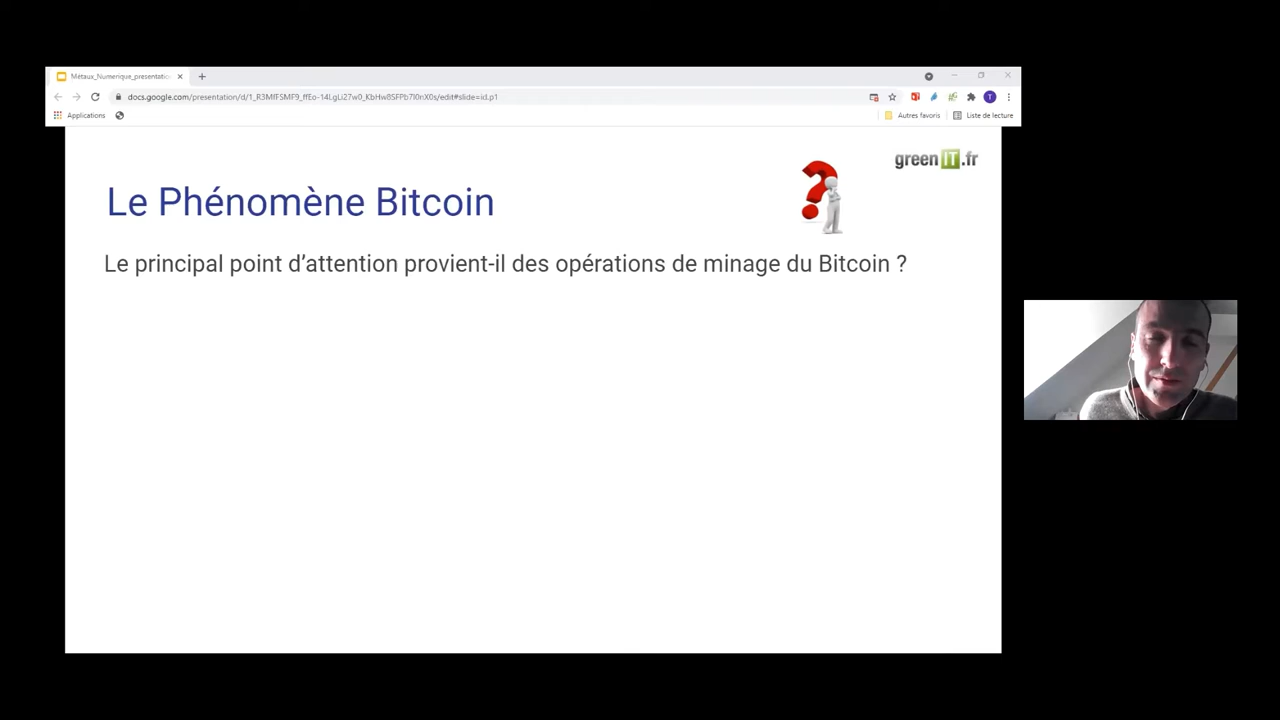 Métaux_Numerique_presentation
Applications
Autres favoris
Liste de lecture
greenIT.fr
Le Phénomène Bitcoin
Le principal point d’attention provient-il des opérations de minage du Bitcoin ?